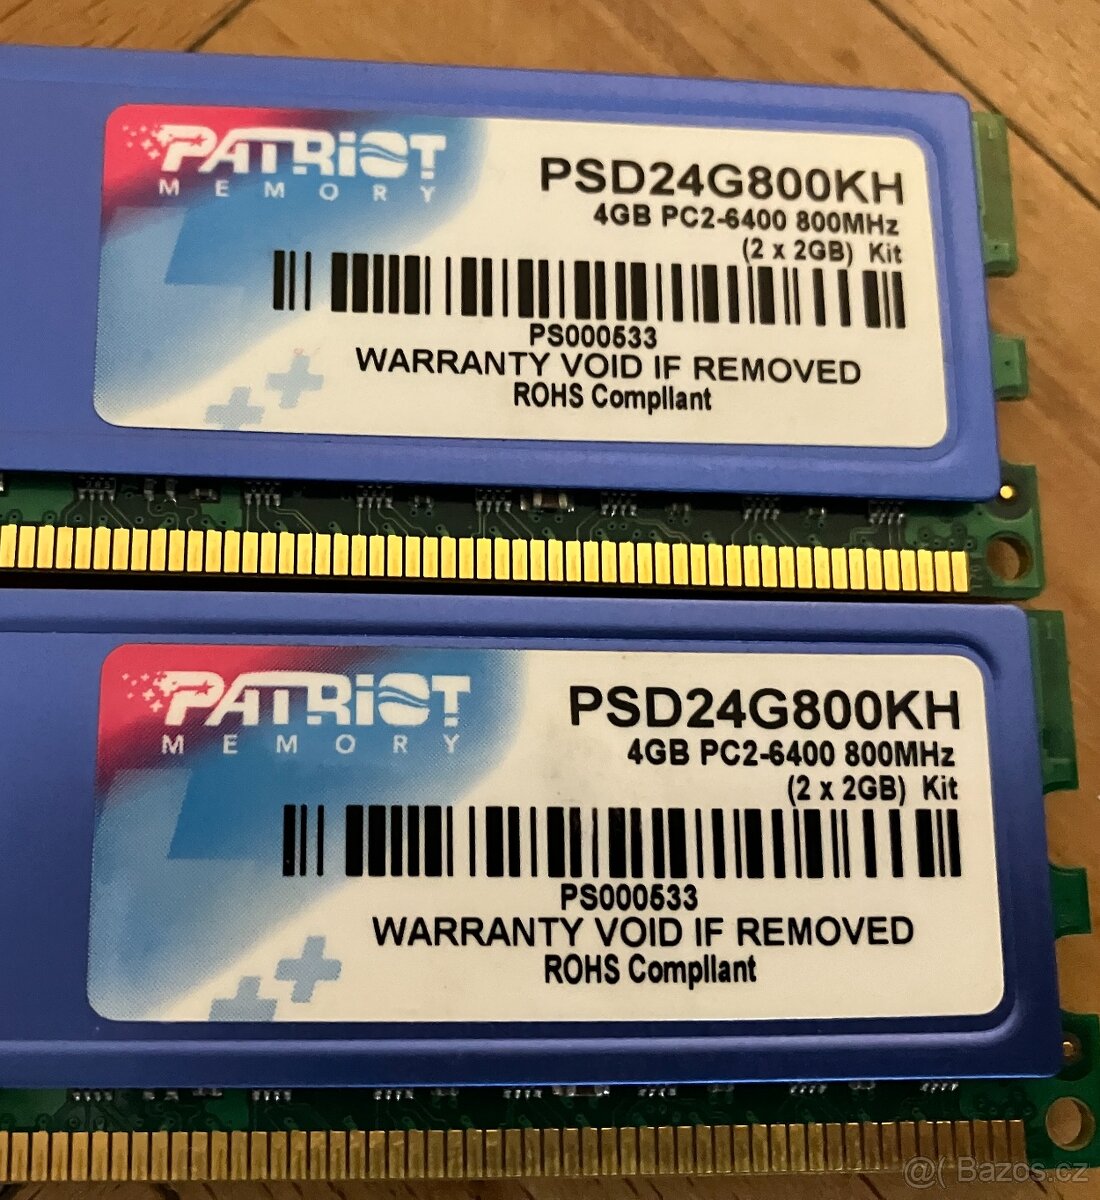 PATRiOT
MEMORY
PSD24G800KH
4GB PC2-6400 800MHz
(2 x 2GB) Kit
PS000533
WARRANTY VOID IF REMOVED
ROHS Compliant
PATRiOT
MEMORY
PSD24G800KH
4GB PC2-6400 800MHz
(2 x 2GB) Kit
PS000533
WARRANTY VOID IF REMOVED
ROHS Compliant
@( Bazos.cz